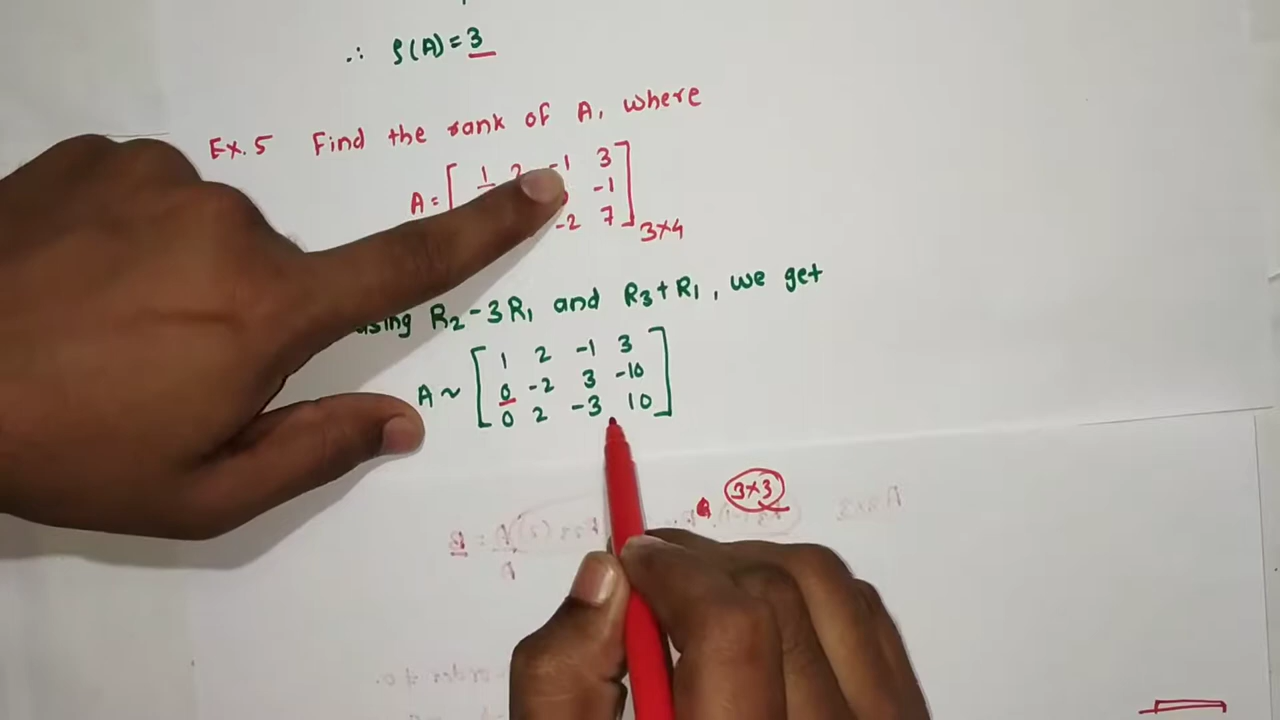 ∴ ρ(A)=3
Ex.5 Find the rank of A, where
A = [ 1 2 -1 3
-1
-2 7 ] 3×4
using R2-3R1 and R3+R1, we get
A ~ [ 1 2 -1 3
0 -2 3 -10
0 2 -3 10 ]
3×3